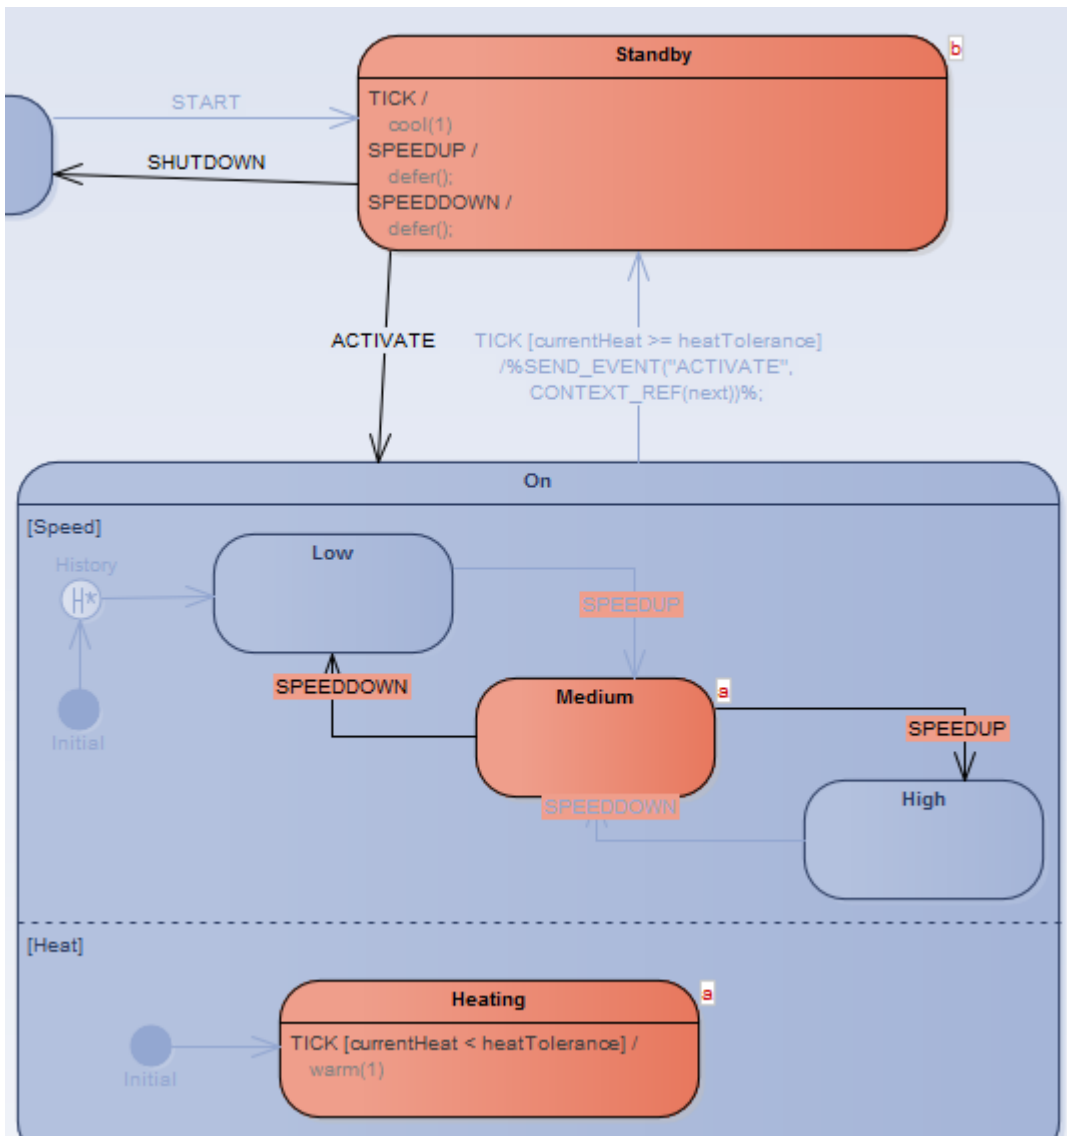 Standby
b
START
TICK /
cool(1)
SPEEDUP /
defer();
SPEEDDOWN /
defer();
SHUTDOWN
ACTIVATE
TICK [currentHeat >= heatTolerance]
/%SEND_EVENT("ACTIVATE",
CONTEXT_REF(next))%;
On
[Speed]
History
H*
Initial
Low
SPEEDUP
SPEEDDOWN
Medium
a
SPEEDUP
SPEEDDOWN
High
[Heat]
Initial
Heating
a
TICK [currentHeat < heatTolerance] /
warm(1)